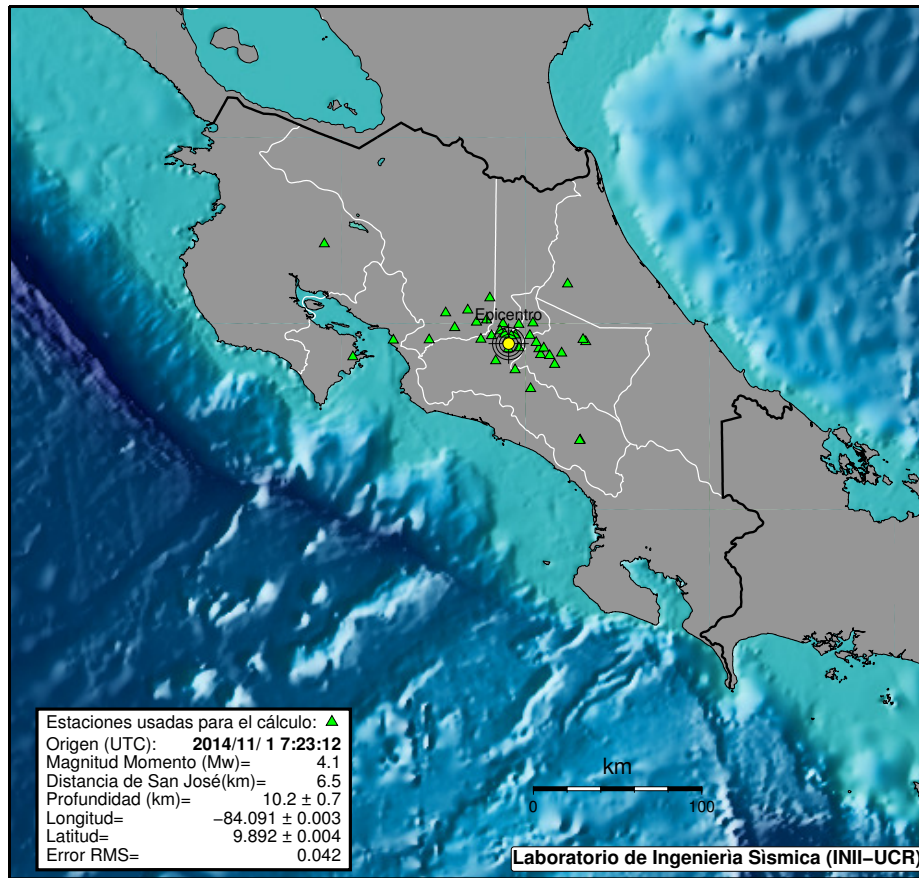 Epicentro
Estaciones usadas para el cálculo:
Origen (UTC): 2014/11/ 1 7:23:12
Magnitud Momento (Mw)= 4.1
Distancia de San José(km)= 6.5
Profundidad (km)= 10.2 ± 0.7
Longitud= −84.091 ± 0.003
Latitud= 9.892 ± 0.004
Error RMS= 0.042
km
0 100
Laboratorio de Ingenierìa Sìsmica (INII−UCR)